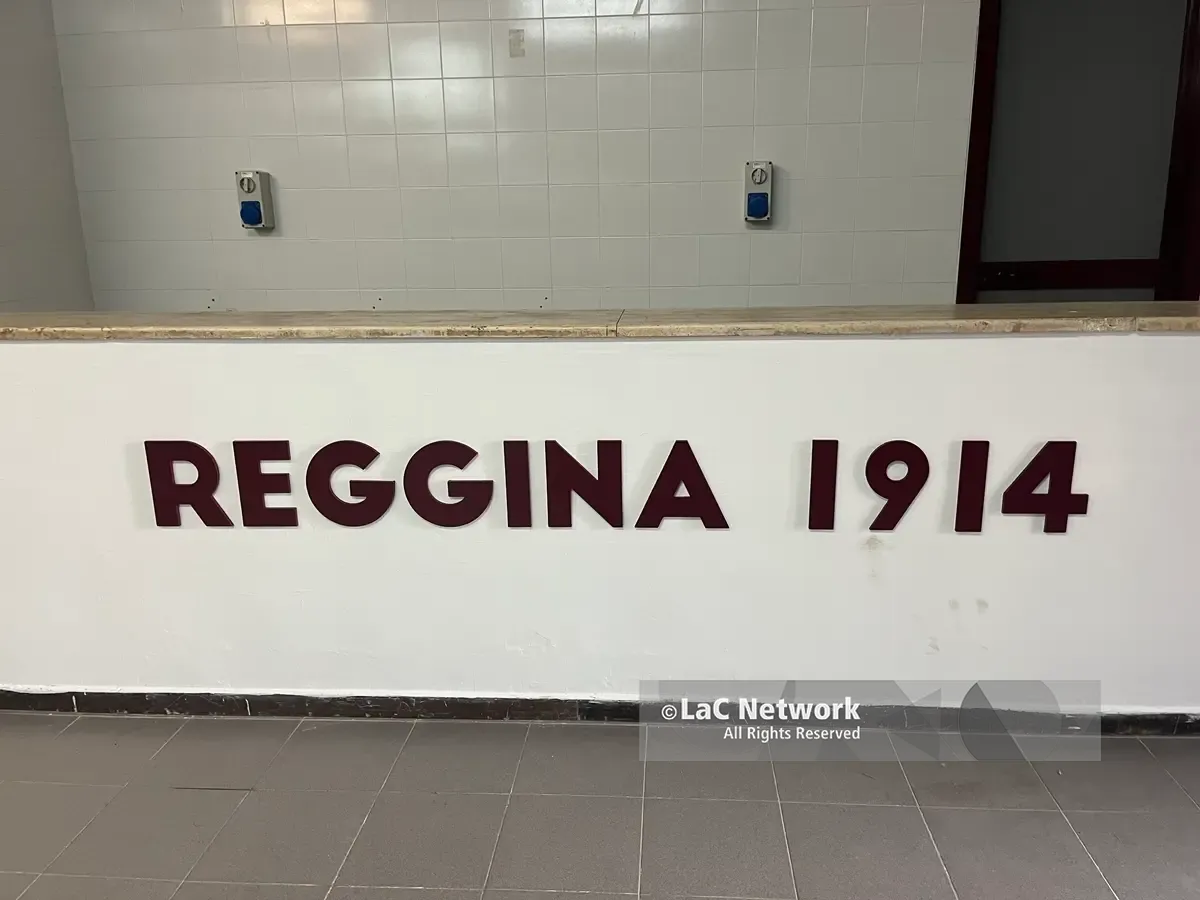 REGGINA 1914
© LaC Network
All Rights Reserved